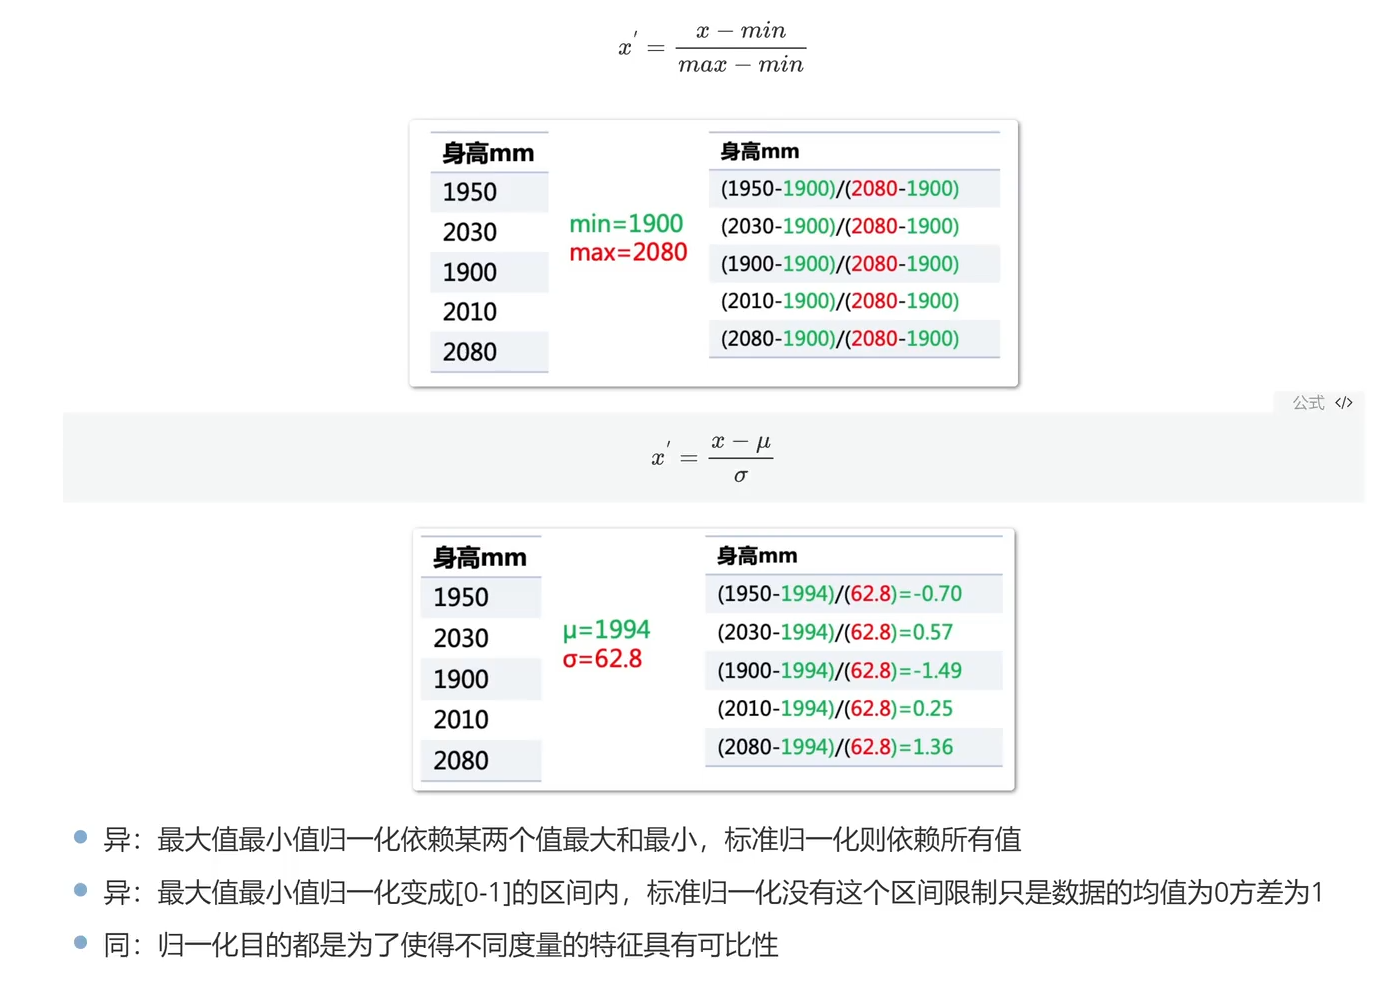 x' = (x − min) / (max − min)
身高mm
1950
2030
1900
2010
2080
min=1900
max=2080
身高mm
(1950-1900)/(2080-1900)
(2030-1900)/(2080-1900)
(1900-1900)/(2080-1900)
(2010-1900)/(2080-1900)
(2080-1900)/(2080-1900)
公式 </>
x' = (x − μ) / σ
身高mm
1950
2030
1900
2010
2080
μ=1994
σ=62.8
身高mm
(1950-1994)/(62.8)=-0.70
(2030-1994)/(62.8)=0.57
(1900-1994)/(62.8)=-1.49
(2010-1994)/(62.8)=0.25
(2080-1994)/(62.8)=1.36
异：最大值最小值归一化依赖某两个值最大和最小，标准归一化则依赖所有值
异：最大值最小值归一化变成[0-1]的区间内，标准归一化没有这个区间限制只是数据的均值为0方差为1
同：归一化目的都是为了使得不同度量的特征具有可比性